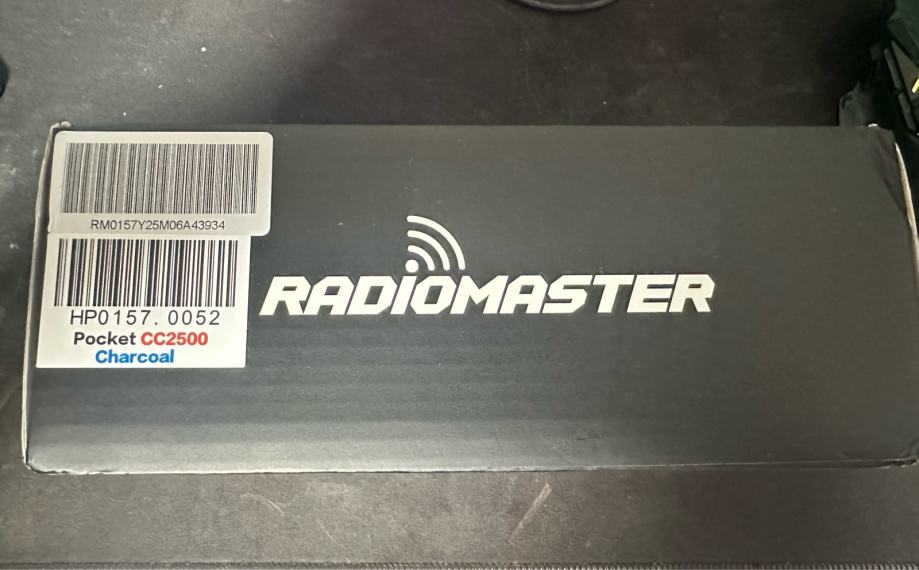 RM0157Y25M06A43934
HP0157.0052
Pocket CC2500
Charcoal
RADIOMASTER